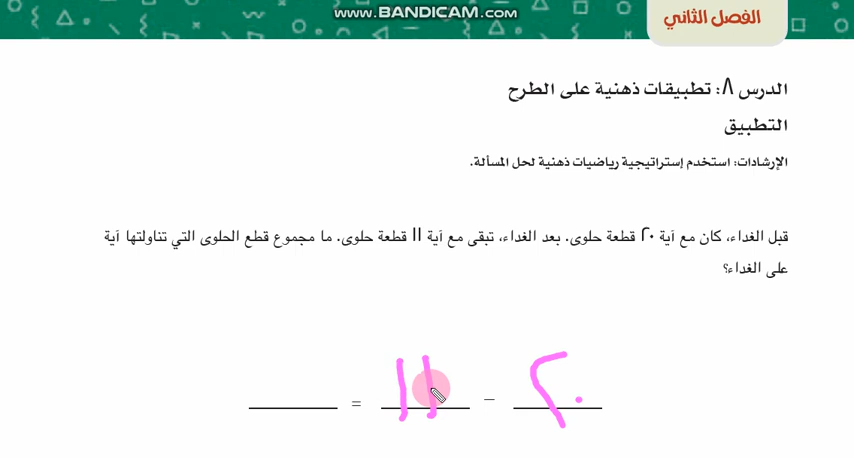 WWW.BANDICAM.COM
الفصل الثاني
الدرس ٨: تطبيقات ذهنية على الطرح
التطبيق
الإرشادات: استخدم إستراتيجية رياضيات ذهنية لحل المسألة.
قبل الغداء، كان مع آية ٢٠ قطعة حلوى. بعد الغداء، تبقى مع آية ١١ قطعة حلوى. ما مجموع قطع الحلوى التي تناولتها آية
على الغداء؟
٢٠ − ١١ =